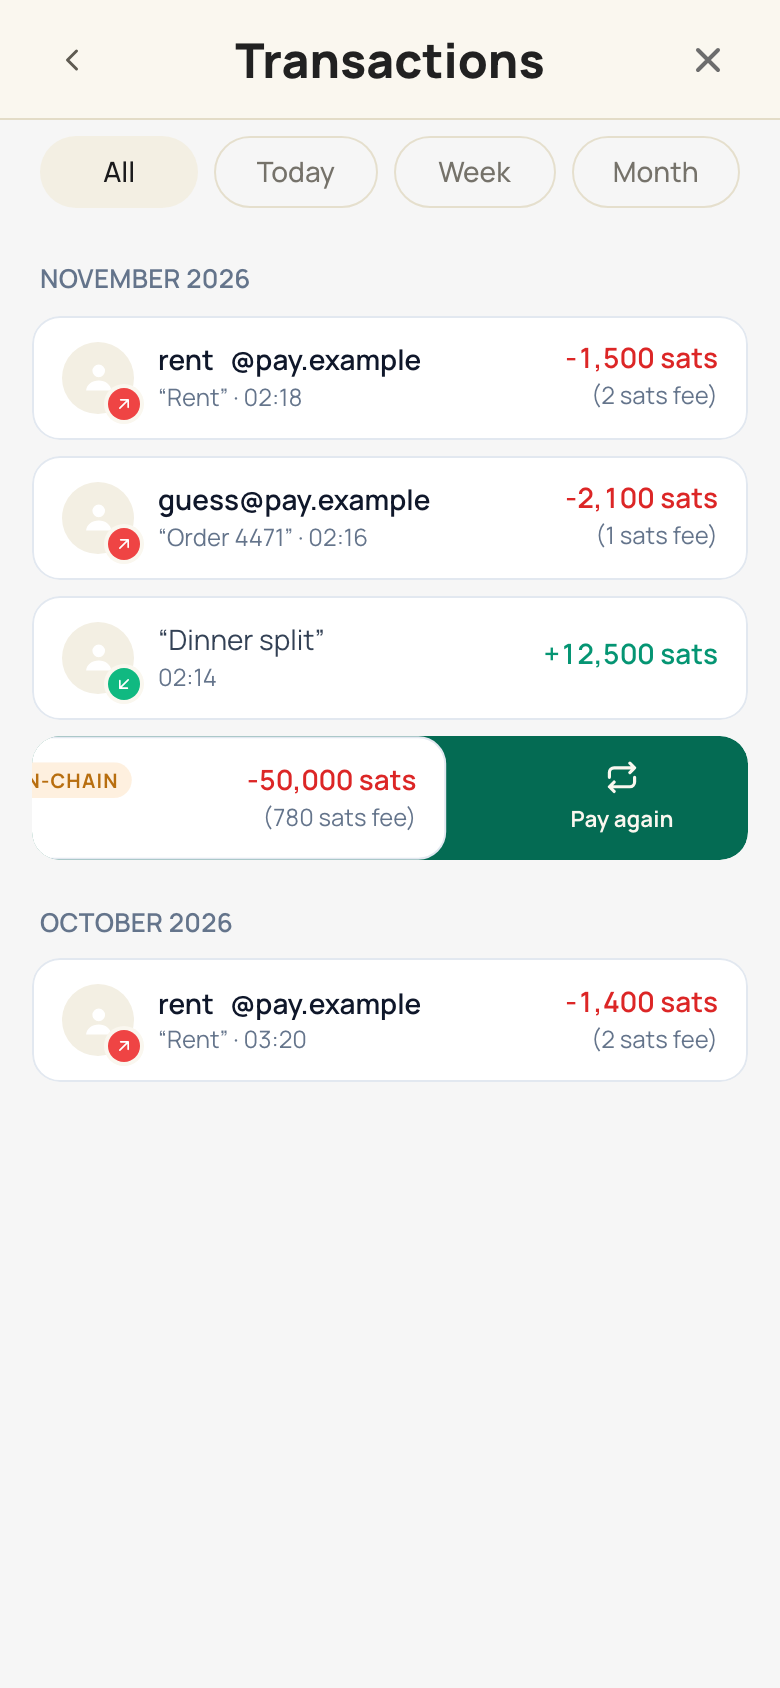 Transactions
All Today Week Month
NOVEMBER 2026
rent @pay.example -1,500 sats
“Rent” · 02:18 (2 sats fee)
guess@pay.example -2,100 sats
“Order 4471” · 02:16 (1 sats fee)
“Dinner split”
02:14 +12,500 sats
N-CHAIN -50,000 sats
(780 sats fee)
Pay again
OCTOBER 2026
rent @pay.example -1,400 sats
“Rent” · 03:20 (2 sats fee)